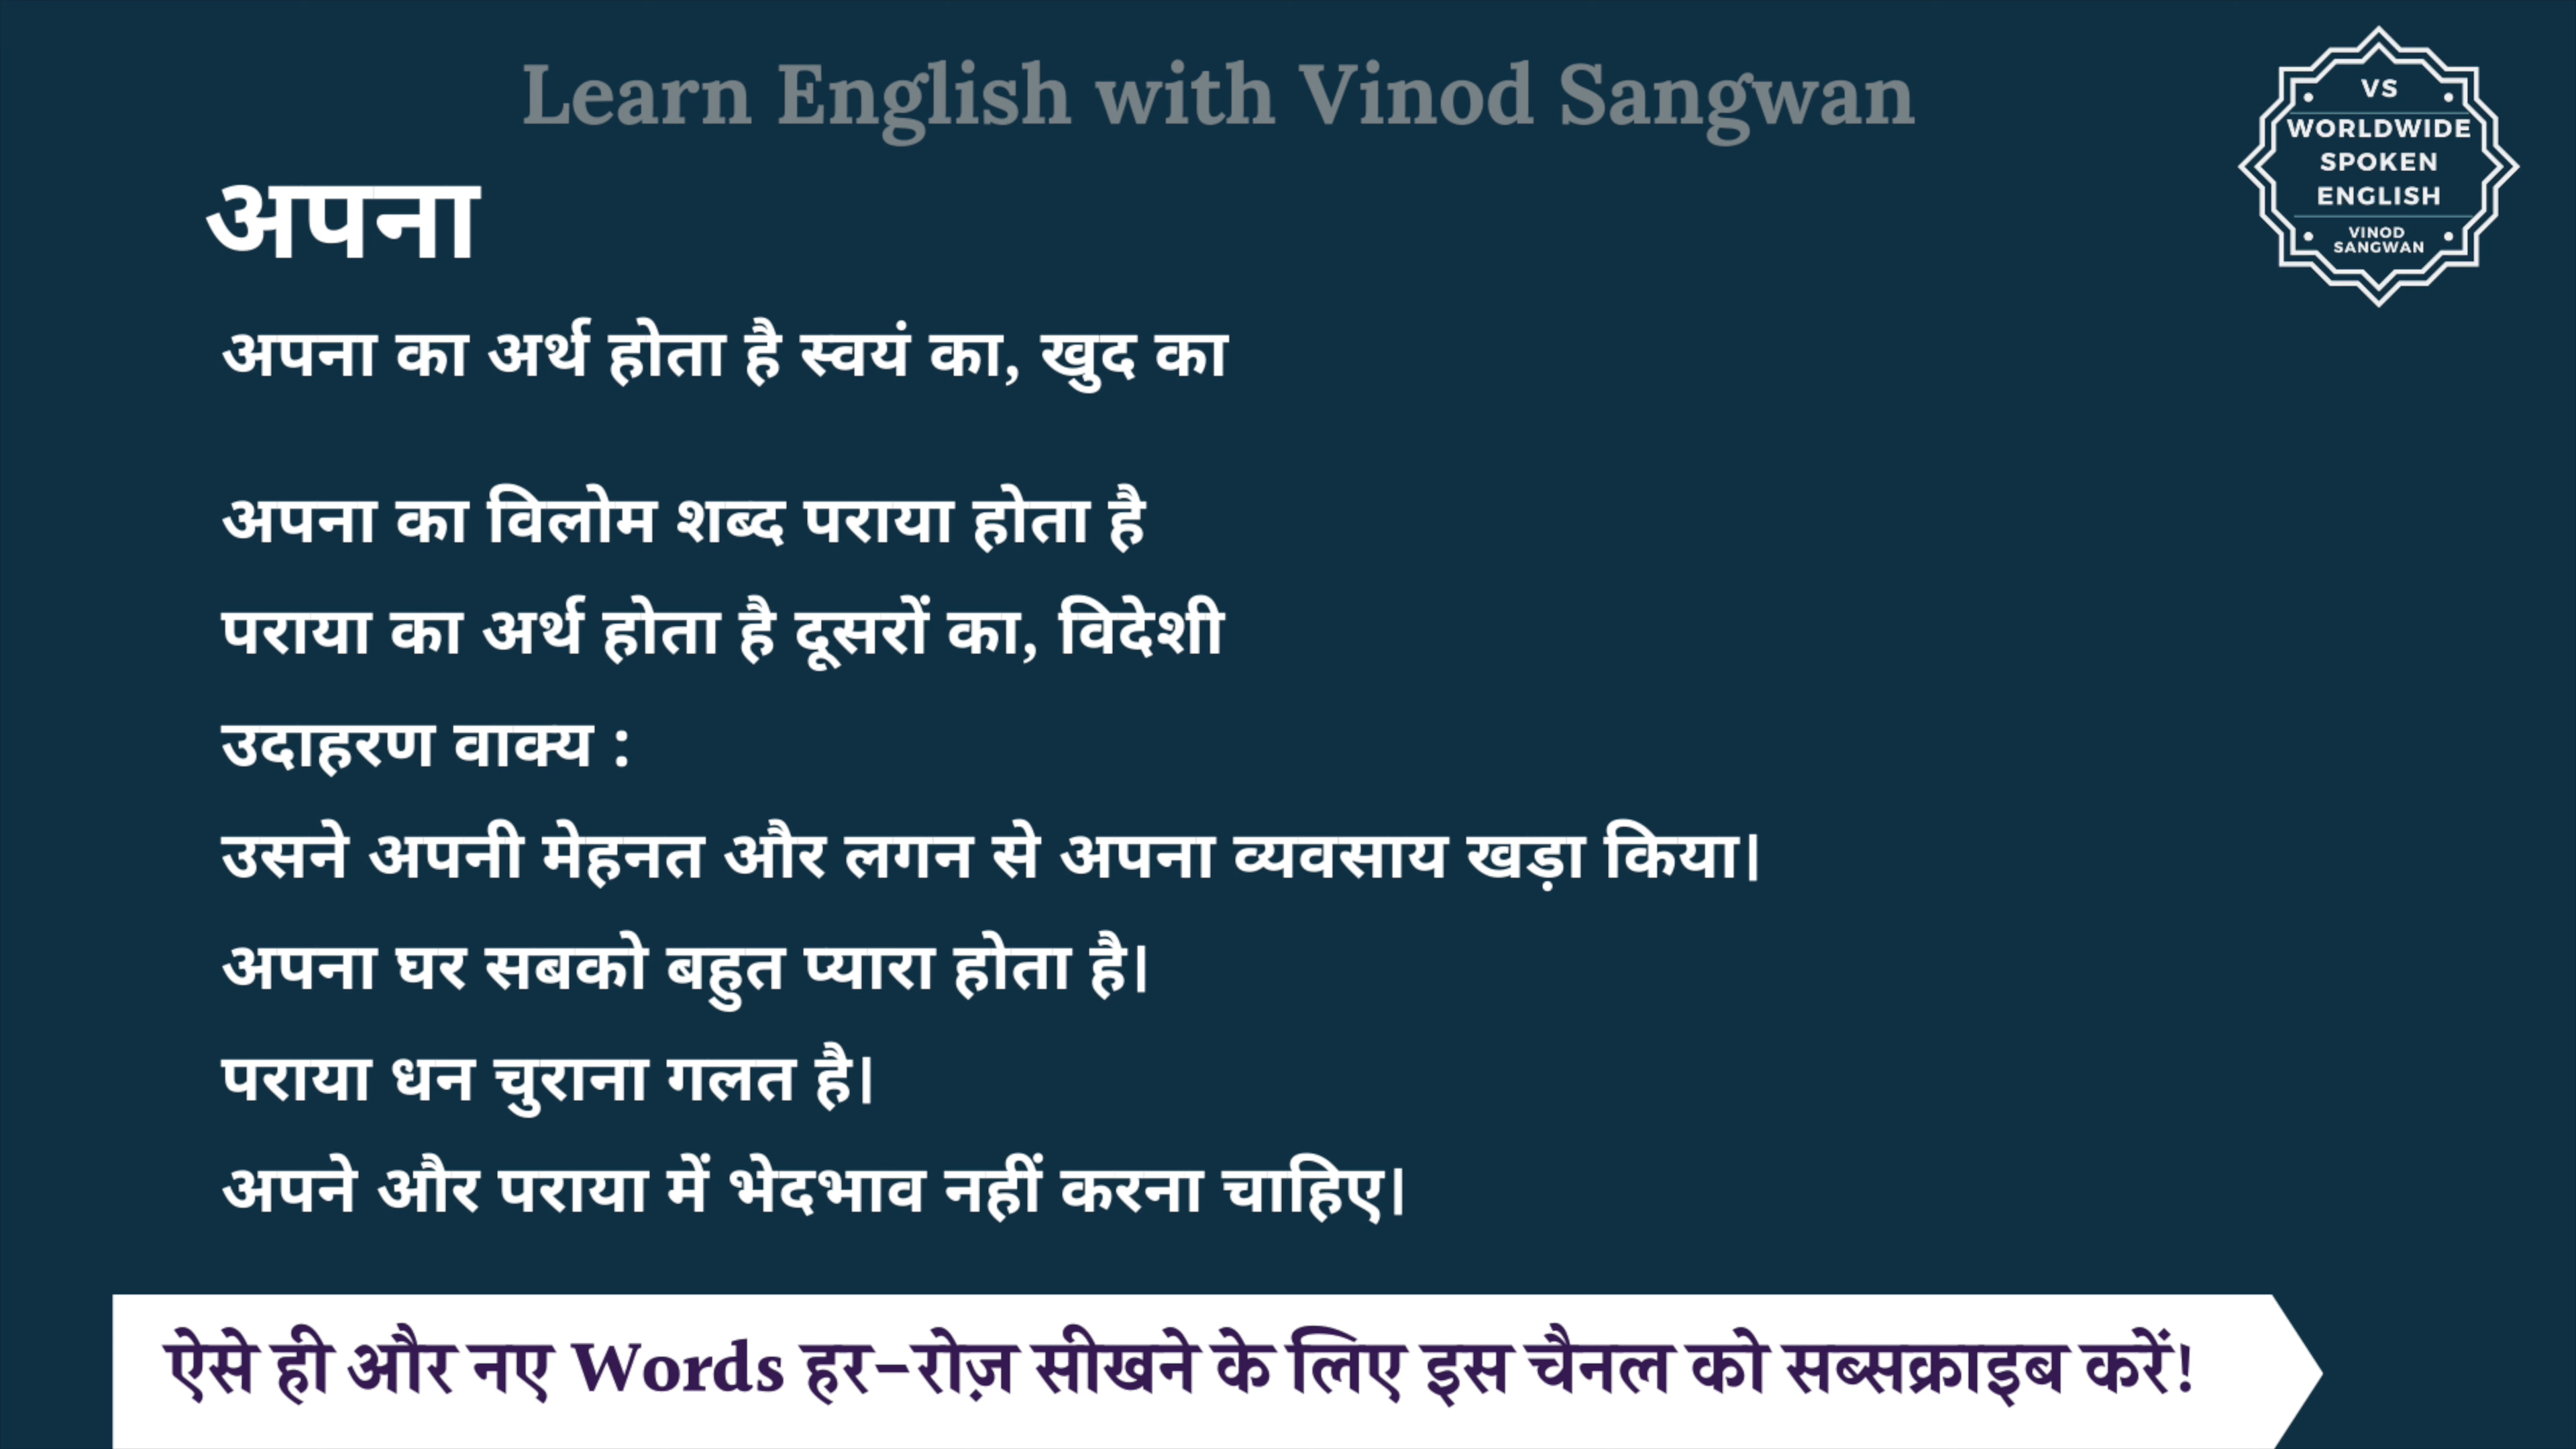 Learn English with Vinod Sangwan
VS
WORLDWIDE
SPOKEN
ENGLISH
VINOD
SANGWAN
अपना
अपना का अर्थ होता है स्वयं का, खुद का
अपना का विलोम शब्द पराया होता है
पराया का अर्थ होता है दूसरों का, विदेशी
उदाहरण वाक्य :
उसने अपनी मेहनत और लगन से अपना व्यवसाय खड़ा किया।
अपना घर सबको बहुत प्यारा होता है।
पराया धन चुराना गलत है।
अपने और पराया में भेदभाव नहीं करना चाहिए।
ऐसे ही और नए Words हर-रोज़ सीखने के लिए इस चैनल को सब्सक्राइब करें!